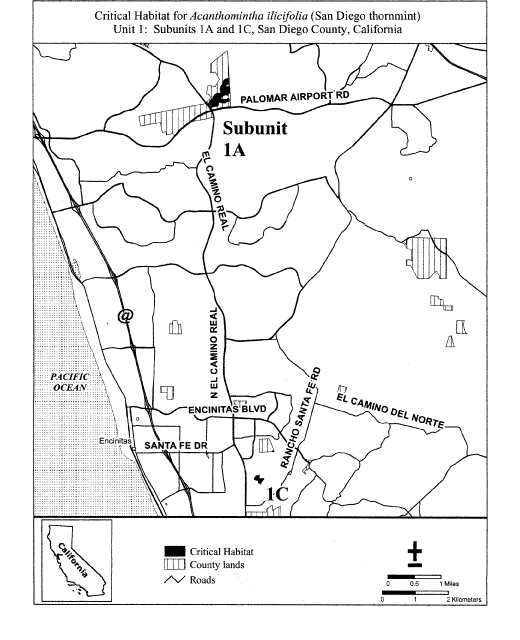 Critical Habitat for Acanthomintha ilicifolia (San Diego thornmint)
Unit 1: Subunits 1A and 1C, San Diego County, California
PALOMAR AIRPORT RD
Subunit
1A
EL CAMINO REAL
@
N EL CAMINO REAL
PACIFIC
OCEAN
RANCHO SANTA FE RD
EL CAMINO DEL NORTE
ENCINITAS BLVD
Encinitas
SANTA FE DR
1C
California
Critical Habitat
County lands
Roads
0 0.5 1 Miles
0 1 2 Kilometers